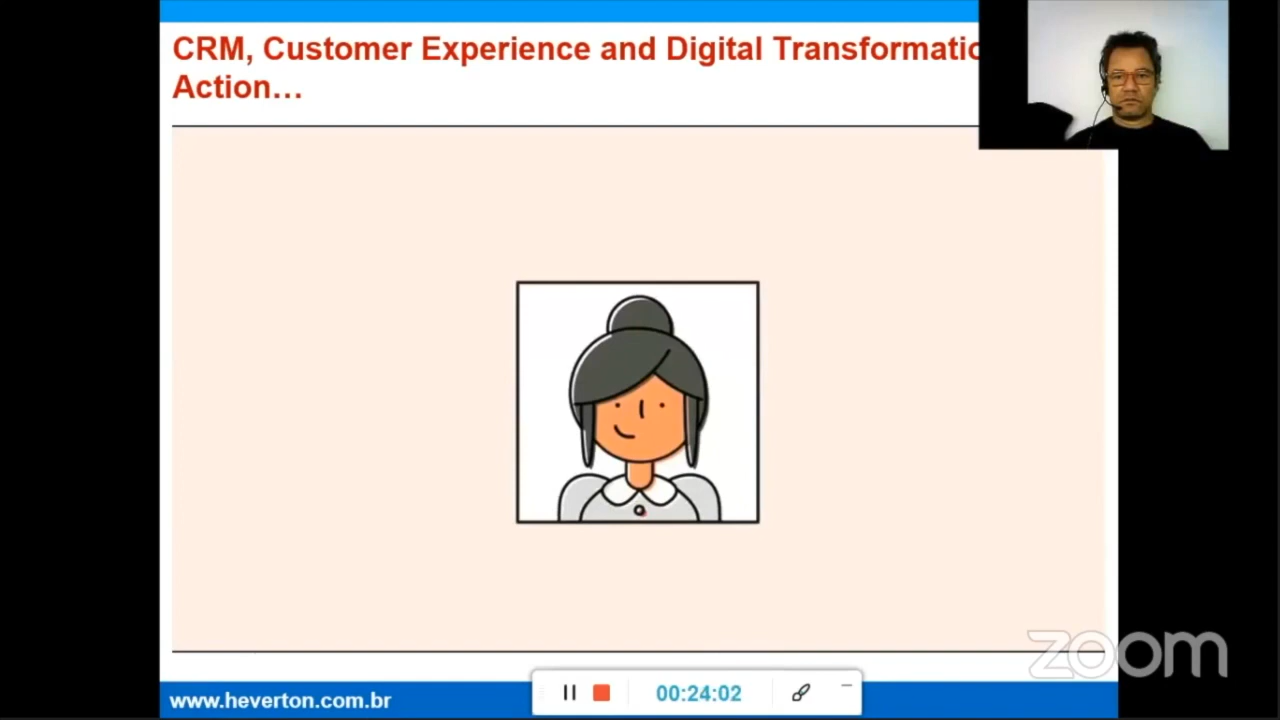 CRM, Customer Experience and Digital Transformatio
Action…
www.heverton.com.br
00:24:02
zoom